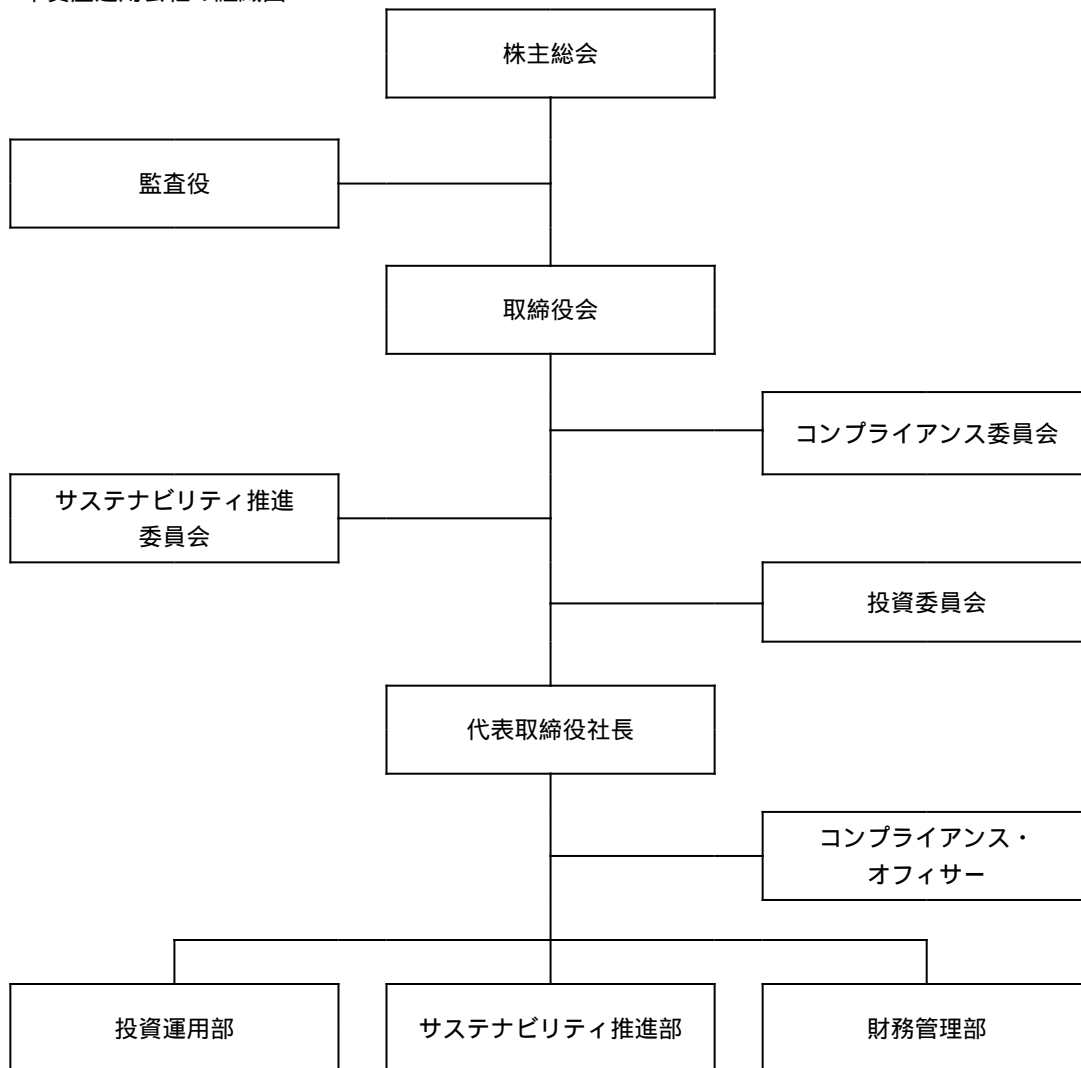 株主総会
監査役
取締役会
コンプライアンス委員会
サステナビリティ推進
委員会
投資委員会
代表取締役社長
コンプライアンス・
オフィサー
投資運用部
サステナビリティ推進部
財務管理部